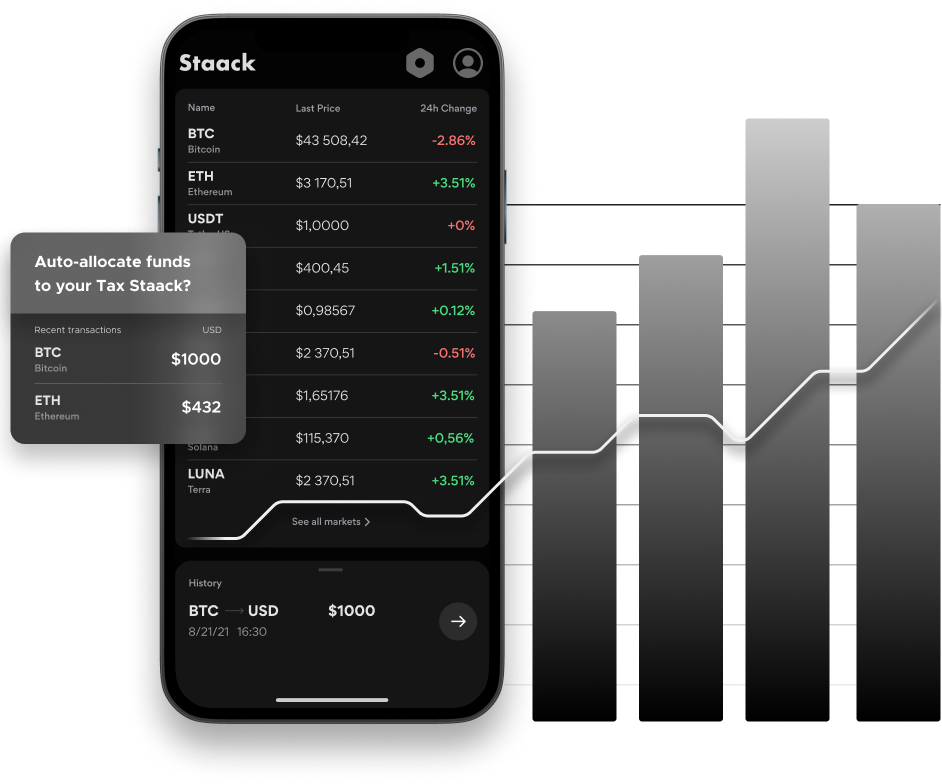 Staack
Name Last Price 24h Change
BTC $43 508,42 -2.86%
Bitcoin
ETH $3 170,51 +3.51%
Ethereum
USDT $1,0000 +0%
$400,45 +1.51%
$0,98567 +0.12%
$2 370,51 -0.51%
$1,65176 +3.51%
$115,370 +0,56%
Solana
LUNA $2 370,51 +3.51%
Terra
See all markets
Auto-allocate funds
to your Tax Staack?
Recent transactions USD
BTC $1000
Bitcoin
ETH $432
Ethereum
History
BTC USD $1000
8/21/21 16:30